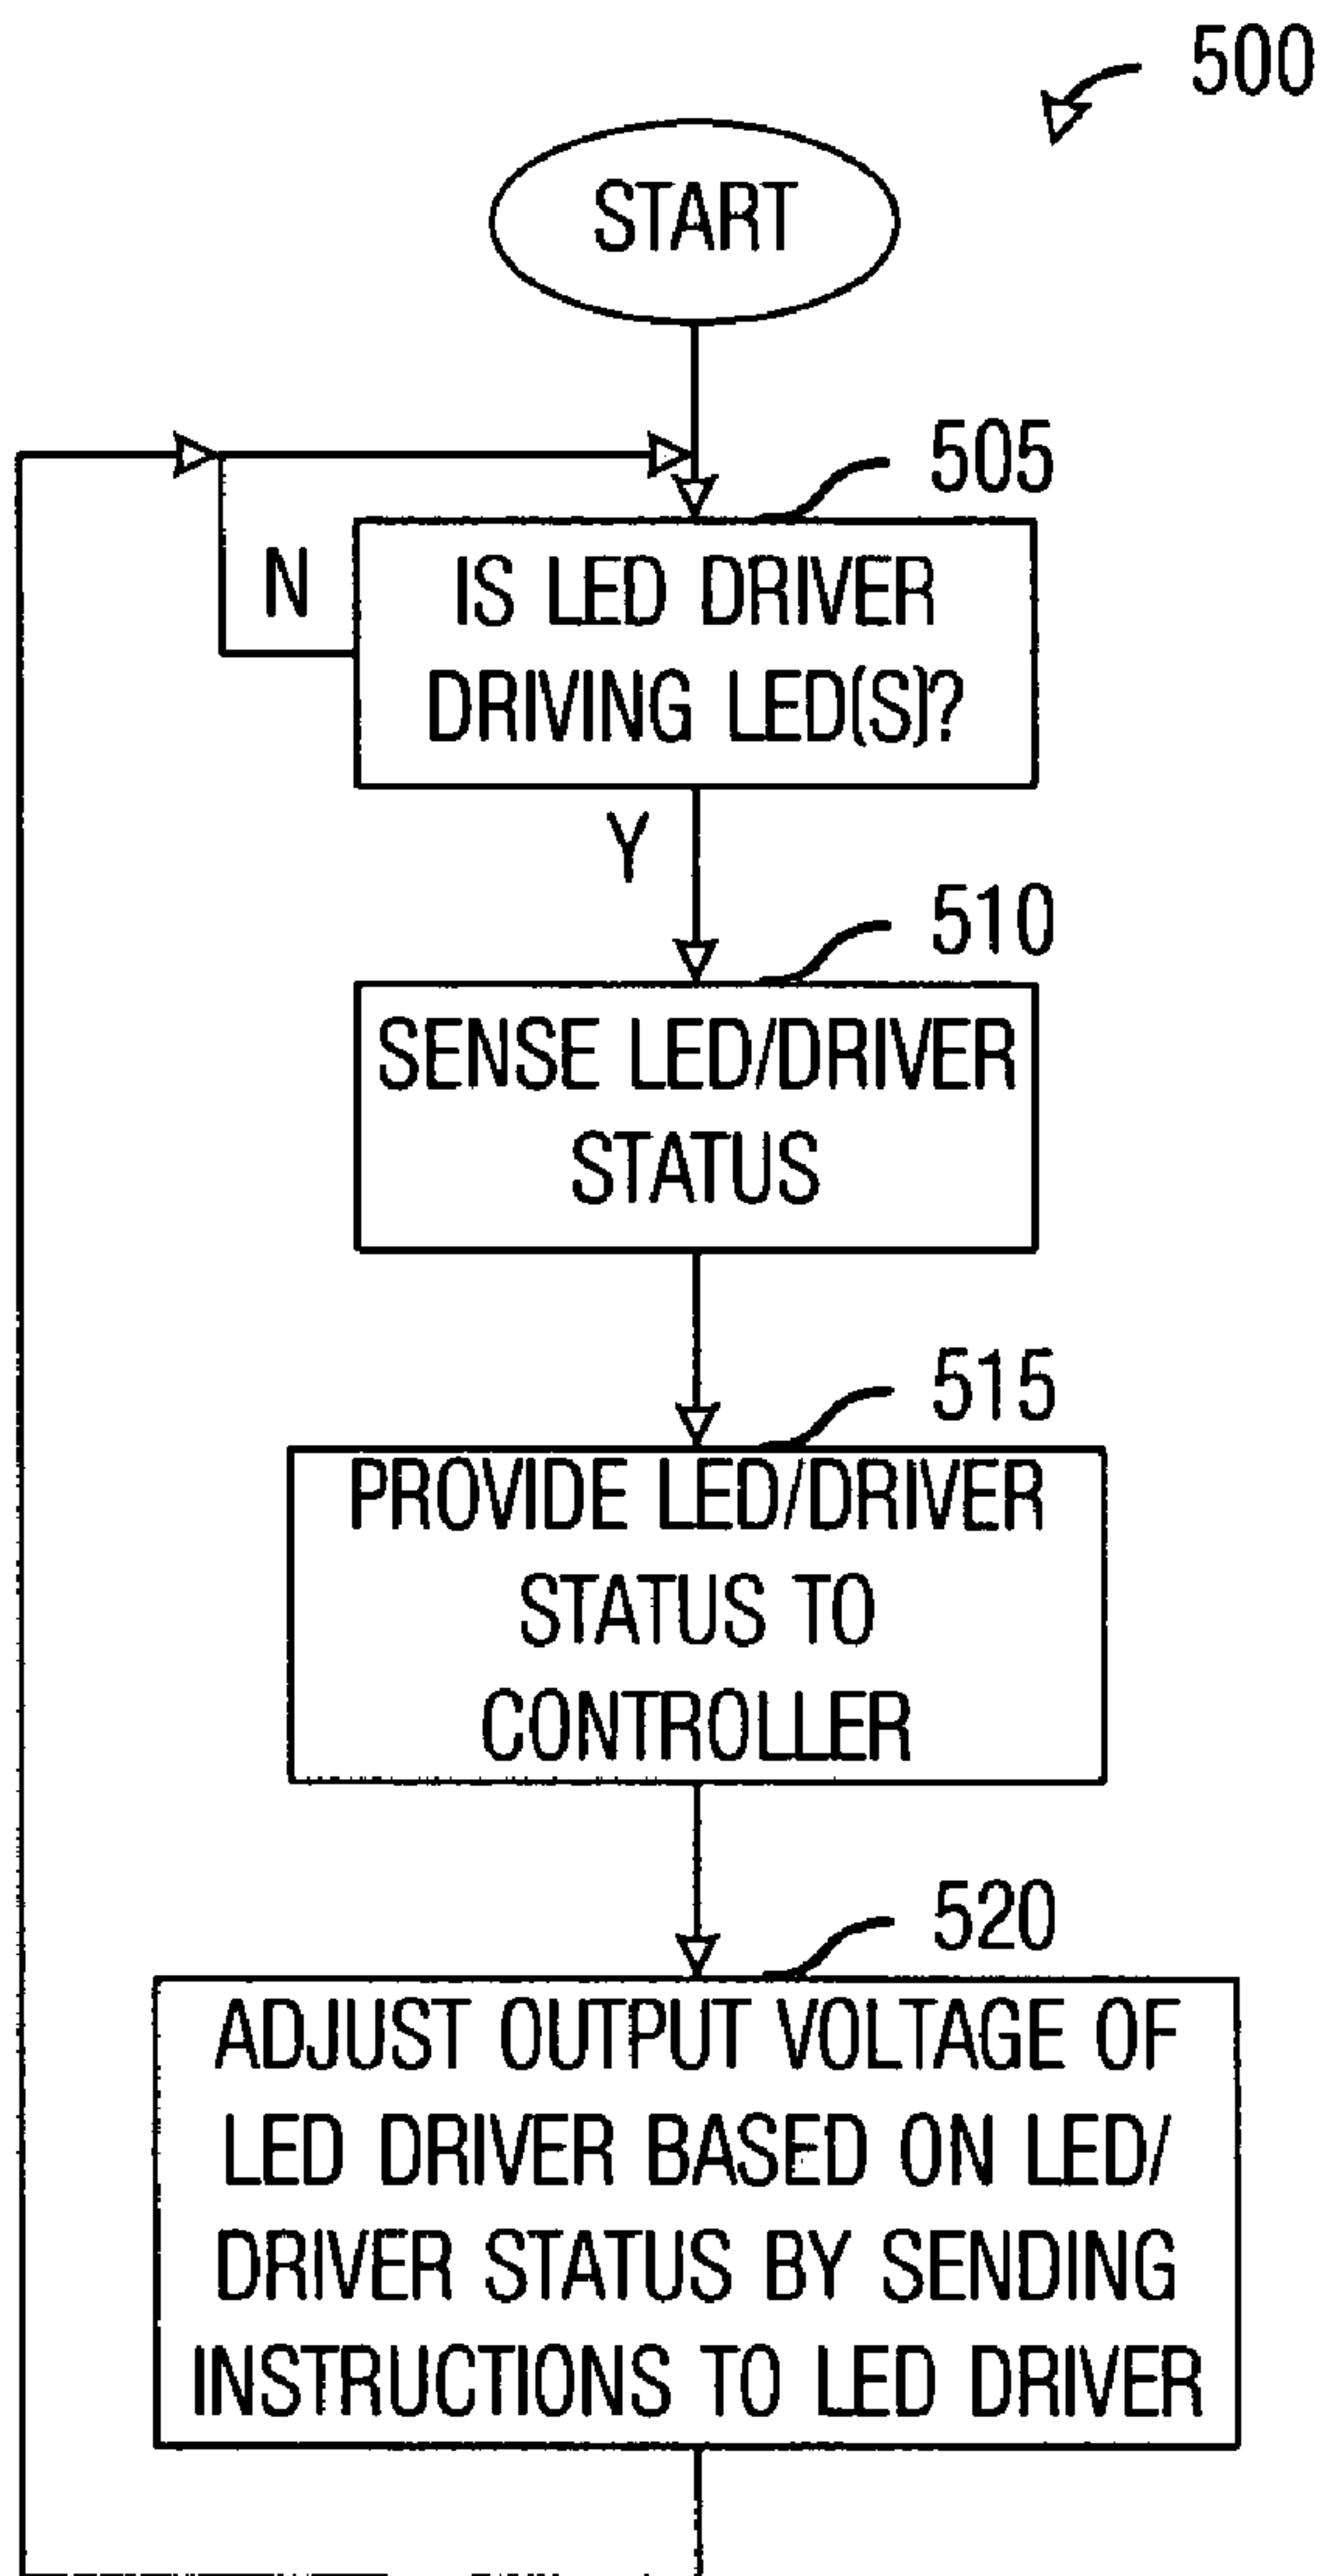 500
START
505
N
IS LED DRIVER
DRIVING LED(S)?
Y
510
SENSE LED/DRIVER
STATUS
515
PROVIDE LED/DRIVER
STATUS TO
CONTROLLER
520
ADJUST OUTPUT VOLTAGE OF
LED DRIVER BASED ON LED/
DRIVER STATUS BY SENDING
INSTRUCTIONS TO LED DRIVER